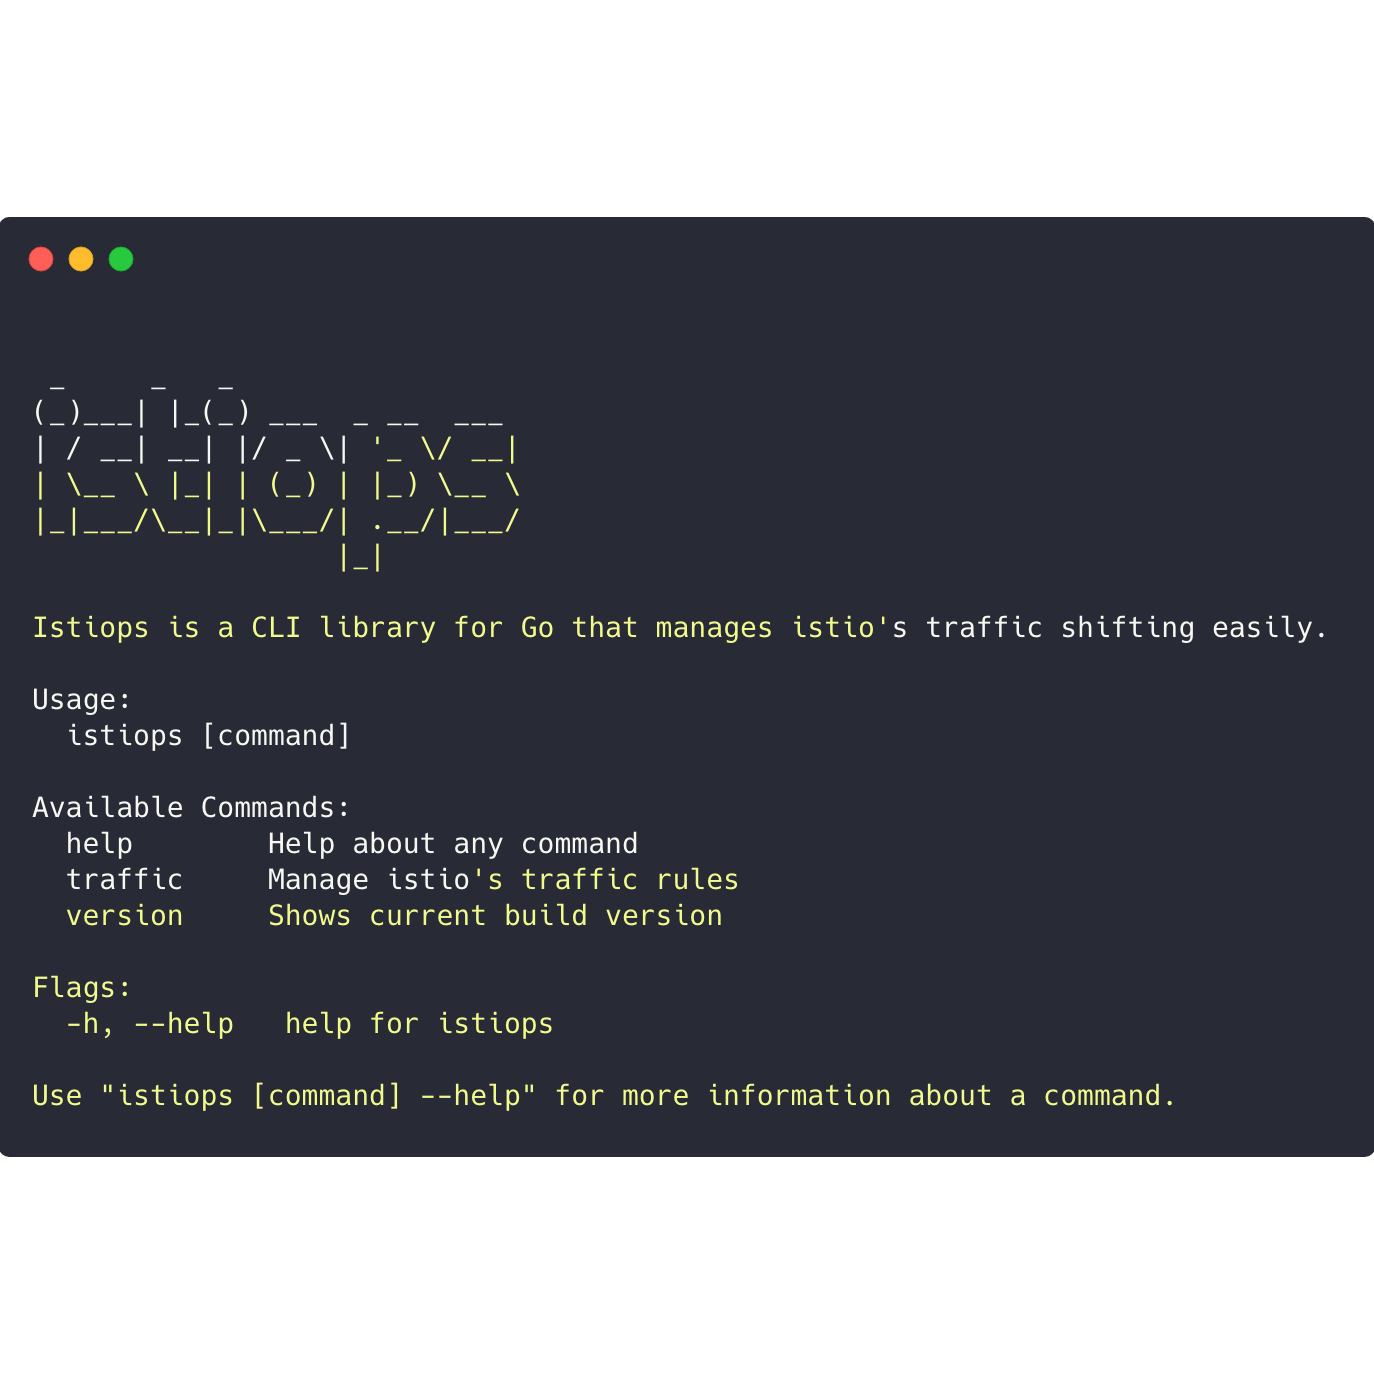 _     _   _
(_)___| |_(_) ___  _ __  ___
| / __| __| |/ _ \| '_ \/ __|
| \__ \ |_| | (_) | |_) \__ \
|_|___/\__|_|\___/| .__/|___/
                  |_|
Istiops is a CLI library for Go that manages istio's traffic shifting easily.
Usage:
  istiops [command]
Available Commands:
  help        Help about any command
  traffic     Manage istio's traffic rules
  version     Shows current build version
Flags:
  -h, --help   help for istiops
Use "istiops [command] --help" for more information about a command.